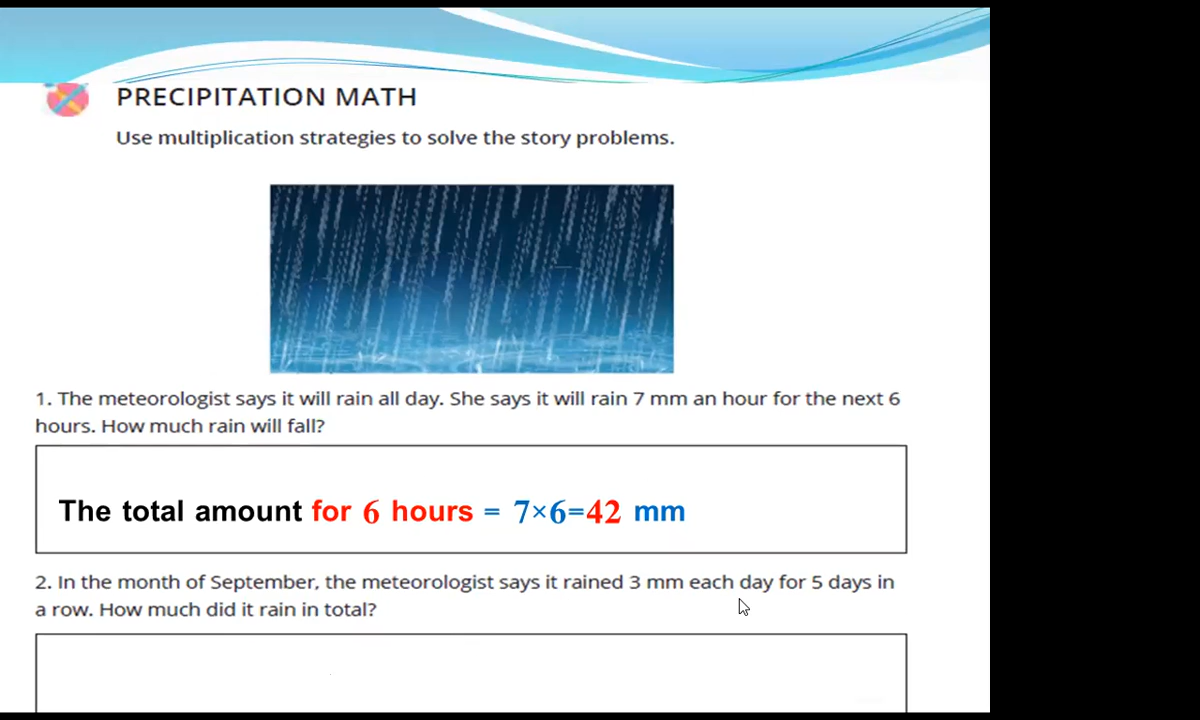 PRECIPITATION MATH
Use multiplication strategies to solve the story problems.
1. The meteorologist says it will rain all day. She says it will rain 7 mm an hour for the next 6
hours. How much rain will fall?
The total amount for 6 hours = 7×6=42 mm
2. In the month of September, the meteorologist says it rained 3 mm each day for 5 days in
a row. How much did it rain in total?